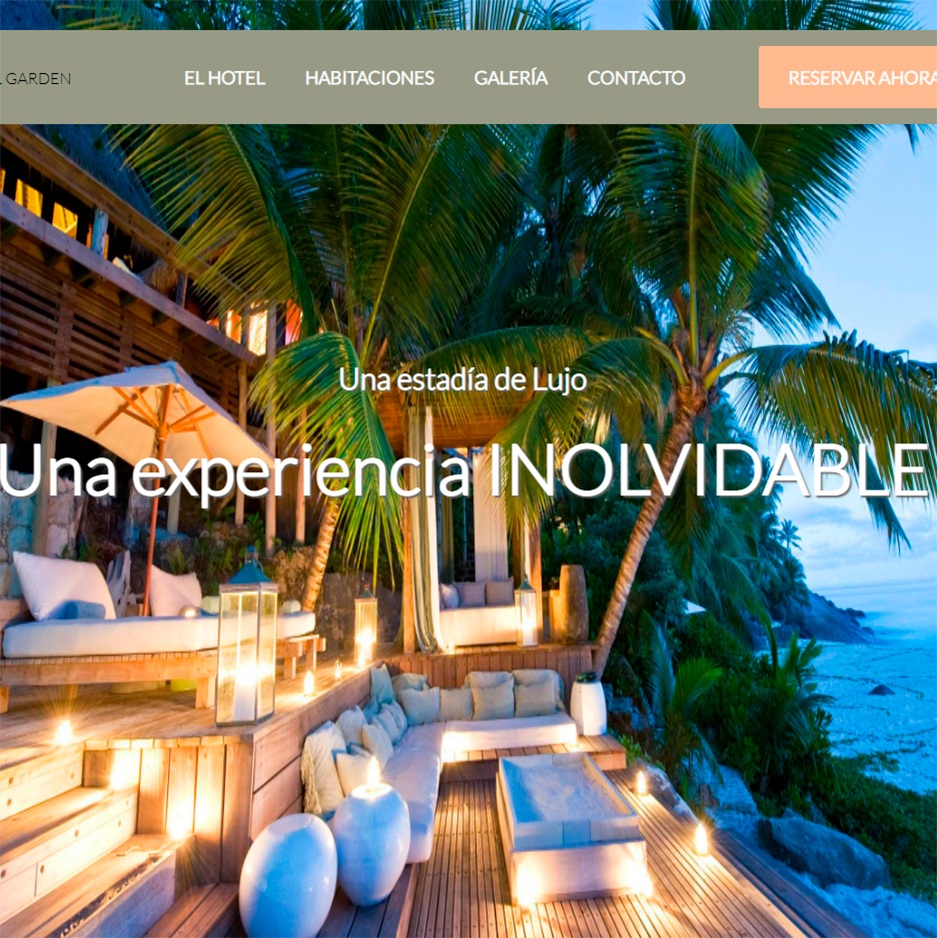 GARDEN
EL HOTEL
HABITACIONES
GALERÍA
CONTACTO
RESERVAR AHORA
Una estadía de Lujo
Una experiencia INOLVIDABLE